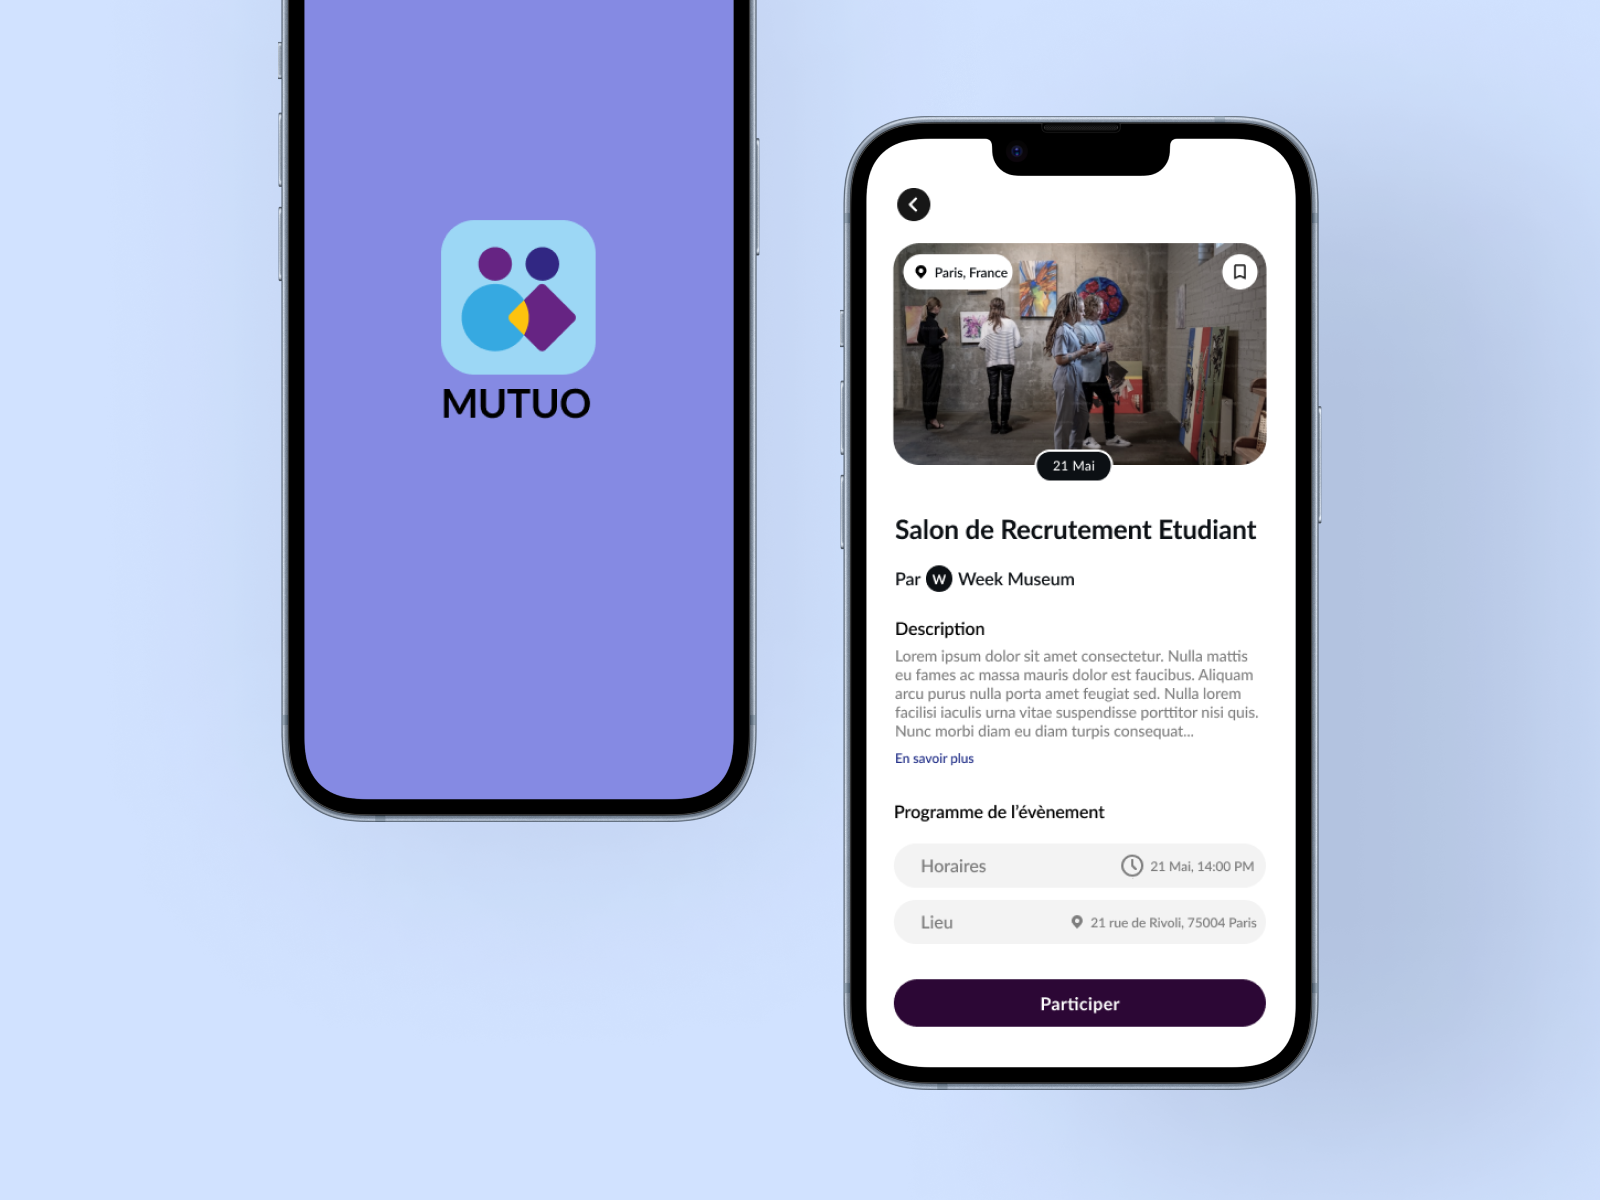 MUTUO
Paris, France
21 Mai
Salon de Recrutement Etudiant
Par W Week Museum
Description
Lorem ipsum dolor sit amet consectetur. Nulla mattis
eu fames ac massa mauris dolor est faucibus. Aliquam
arcu purus nulla porta amet feugiat sed. Nulla lorem
facilisi iaculis urna vitae suspendisse porttitor nisi quis.
Nunc morbi diam eu diam turpis consequat...
En savoir plus
Programme de l’évènement
Horaires 21 Mai, 14:00 PM
Lieu 21 rue de Rivoli, 75004 Paris
Participer